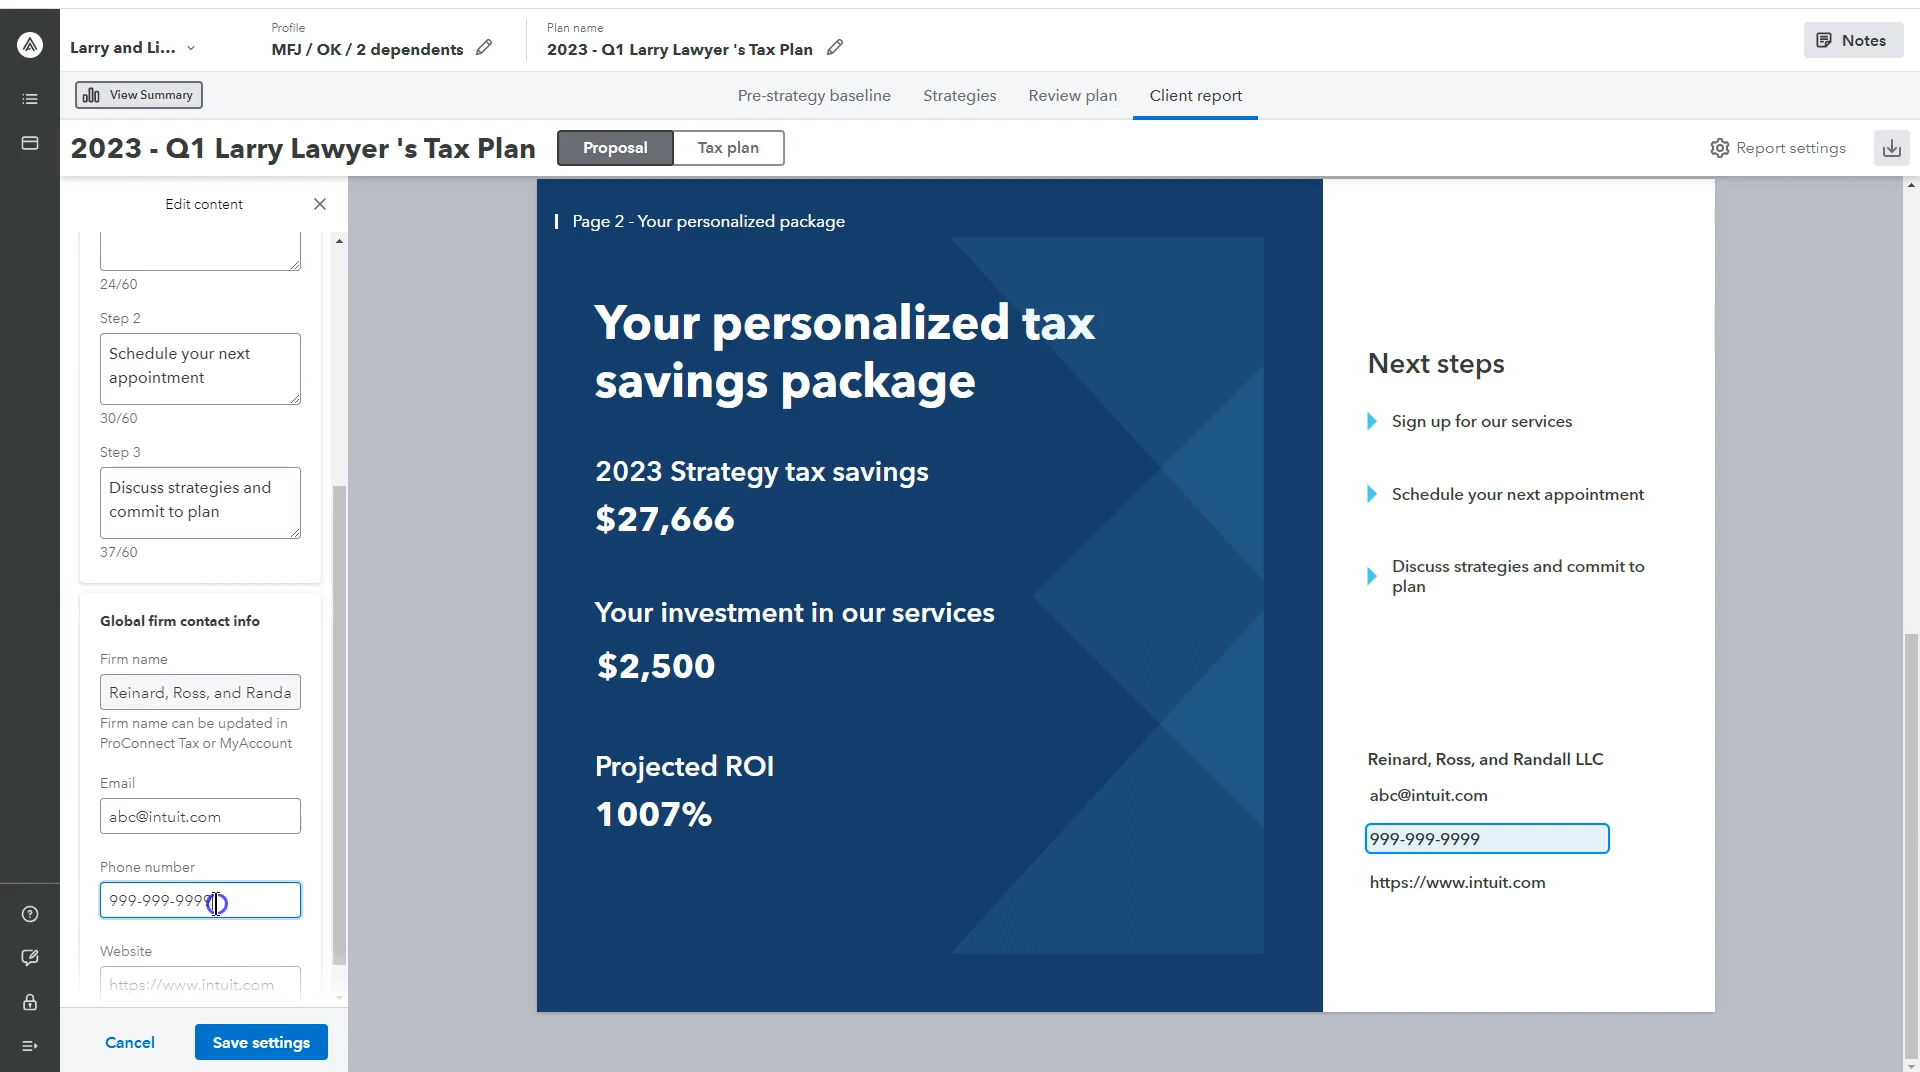 Larry and Li...
Profile
MFJ / OK / 2 dependents
Plan name
2023 - Q1 Larry Lawyer 's Tax Plan
Notes
View Summary
Pre-strategy baseline
Strategies
Review plan
Client report
2023 - Q1 Larry Lawyer 's Tax Plan
Proposal
Tax plan
Report settings
Edit content
24/60
Step 2
Schedule your next
appointment
30/60
Step 3
Discuss strategies and
commit to plan
37/60
Global firm contact info
Firm name
Reinard, Ross, and Randa
Firm name can be updated in
ProConnect Tax or MyAccount
Email
abc@intuit.com
Phone number
999-999-9999
Website
https://www.intuit.com
Cancel
Save settings
Page 2 - Your personalized package
Your personalized tax
savings package
2023 Strategy tax savings
$27,666
Your investment in our services
$2,500
Projected ROI
1007%
Next steps
Sign up for our services
Schedule your next appointment
Discuss strategies and commit to
plan
Reinard, Ross, and Randall LLC
abc@intuit.com
999-999-9999
https://www.intuit.com